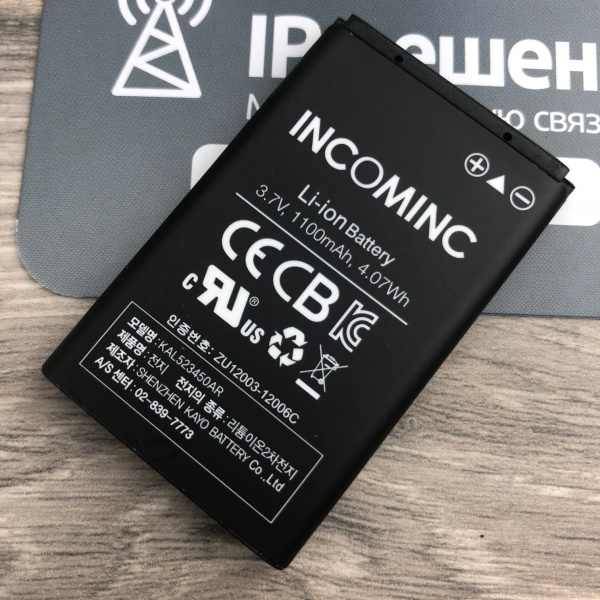 IP решен
ю связ
INCOMINC
Li-ion Battery
3.7V, 1100mAh, 4.07Wh
CE CB
c RU ® US
인증번호: ZU12003-12006C
모델명: KAL523450AR
제품명: 전지 전지의 종류: 리튬이온2차전지
제조자: SHENZHEN KAYO BATTERY Co.,Ltd
A/S 센터: 02-839-7773